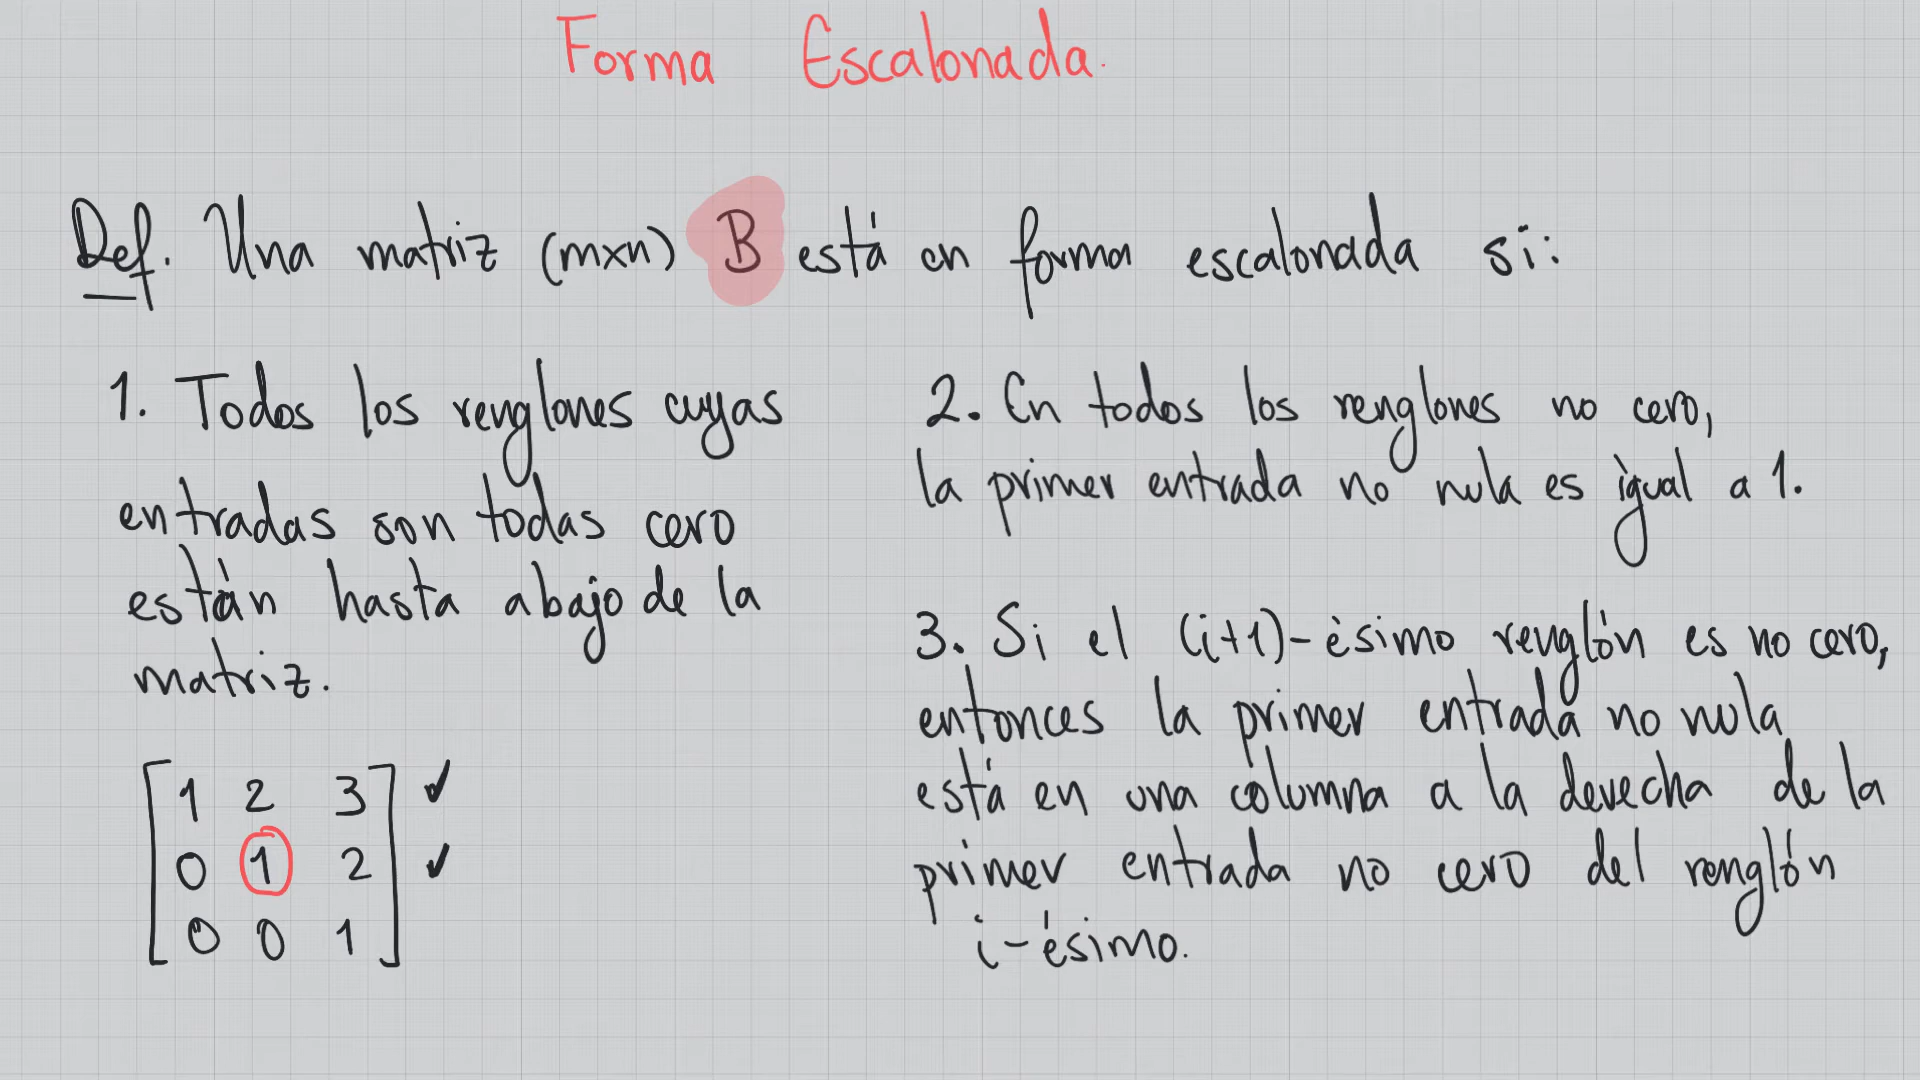 Forma Escalonada.
Def. Una matriz (m×n) B está en forma escalonada si:
1. Todos los renglones cuyas
entradas son todas cero
están hasta abajo de la
matriz.
[1 2 3] ✓
[0 1 2] ✓
[0 0 1]
2. En todos los renglones no cero,
la primer entrada no nula es igual a 1.
3. Si el (i+1)-ésimo renglón es no cero,
entonces la primer entrada no nula
está en una columna a la derecha de la
primer entrada no cero del renglón
i-ésimo.